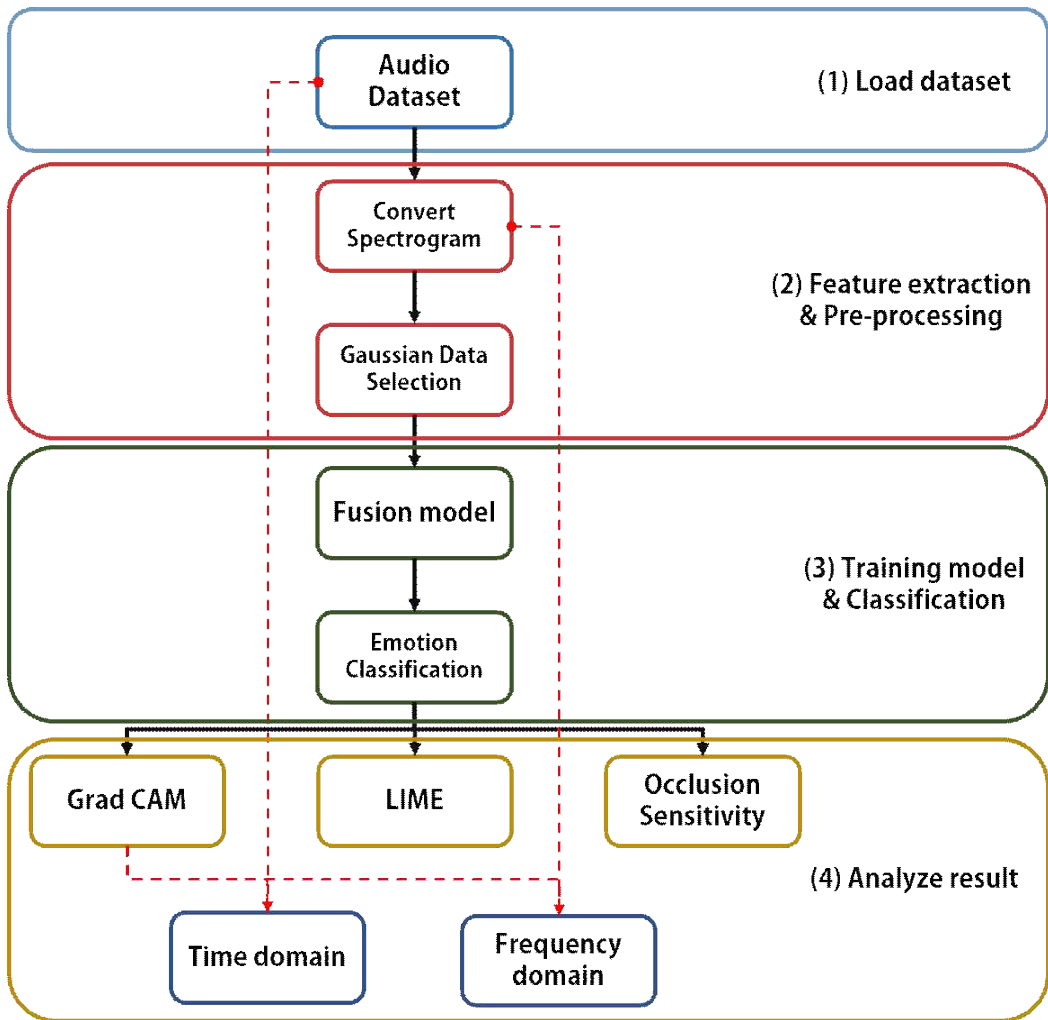 Audio
Dataset
(1) Load dataset
Convert
Spectrogram
(2) Feature extraction
& Pre-processing
Gaussian Data
Selection
Fusion model
(3) Training model
& Classification
Emotion
Classification
Grad CAM
LIME
Occlusion
Sensitivity
(4) Analyze result
Time domain
Frequency
domain